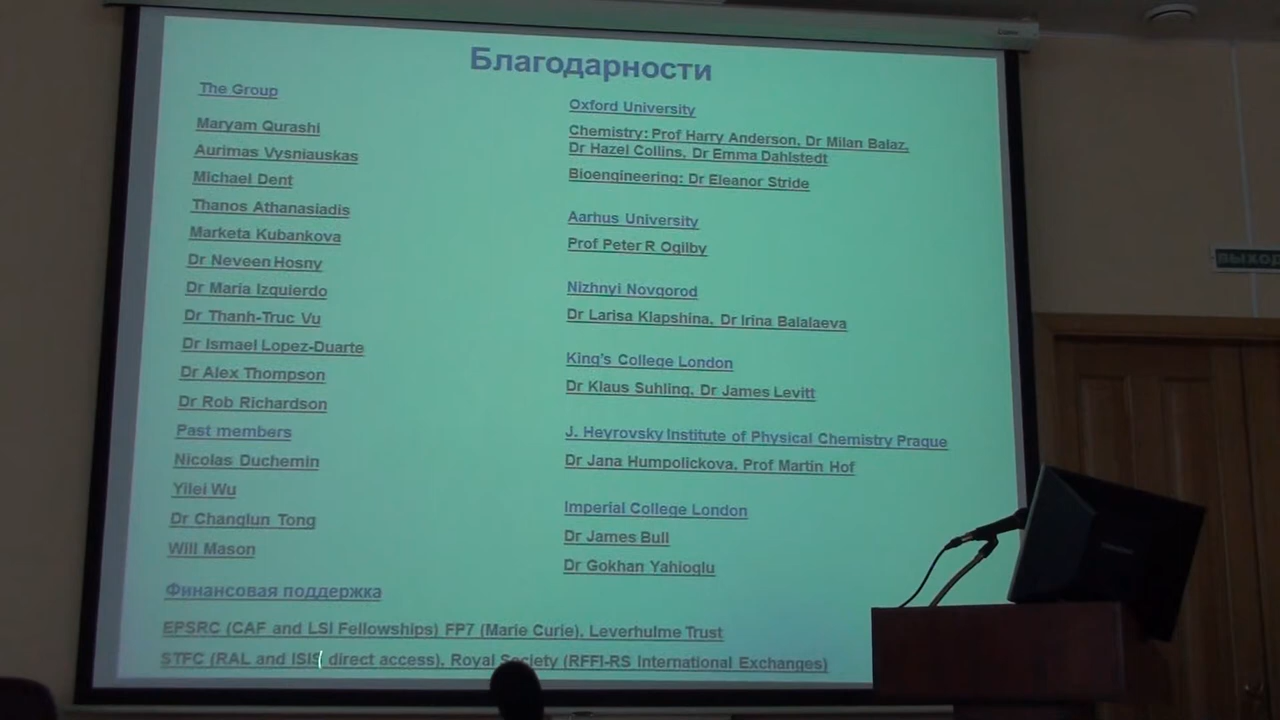 Благодарности
The Group
Maryam Qurashi
Aurimas Vysniauskas
Michael Dent
Thanos Athanasiadis
Marketa Kubankova
Dr Neveen Hosny
Dr Maria Izquierdo
Dr Thanh-Truc Vu
Dr Ismael Lopez-Duarte
Dr Alex Thompson
Dr Rob Richardson
Past members
Nicolas Duchemin
Yilei Wu
Dr Changlun Tong
Will Mason
Финансовая поддержка
EPSRC (CAF and LSI Fellowships) FP7 (Marie Curie), Leverhulme Trust
STFC (RAL and ISIS direct access), Royal Society (RFFI-RS International Exchanges)
Oxford University
Chemistry: Prof Harry Anderson, Dr Milan Balaz,
Dr Hazel Collins, Dr Emma Dahlstedt
Bioengineering: Dr Eleanor Stride
Aarhus University
Prof Peter R Ogilby
Nizhnyi Novgorod
Dr Larisa Klapshina, Dr Irina Balalaeva
King's College London
Dr Klaus Suhling, Dr James Levitt
J. Heyrovsky Institute of Physical Chemistry Prague
Dr Jana Humpolickova, Prof Martin Hof
Imperial College London
Dr James Bull
Dr Gokhan Yahioglu
ВЫХОД